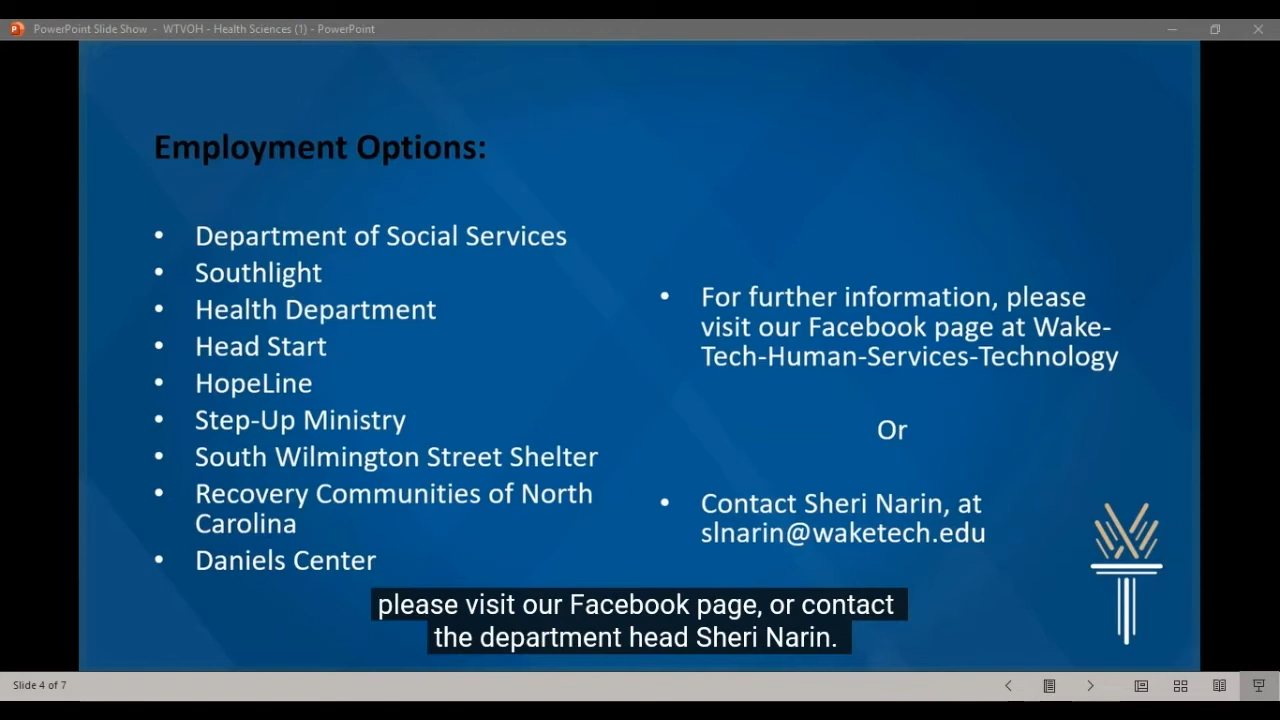 PowerPoint Slide Show - WTVOH - Health Sciences (1) - PowerPoint
Employment Options:
• Department of Social Services
• Southlight
• Health Department
• Head Start
• HopeLine
• Step-Up Ministry
• South Wilmington Street Shelter
• Recovery Communities of North
Carolina
• Daniels Center
• For further information, please
visit our Facebook page at Wake-
Tech-Human-Services-Technology
Or
• Contact Sheri Narin, at
slnarin@waketech.edu
please visit our Facebook page, or contact
the department head Sheri Narin.
Slide 4 of 7